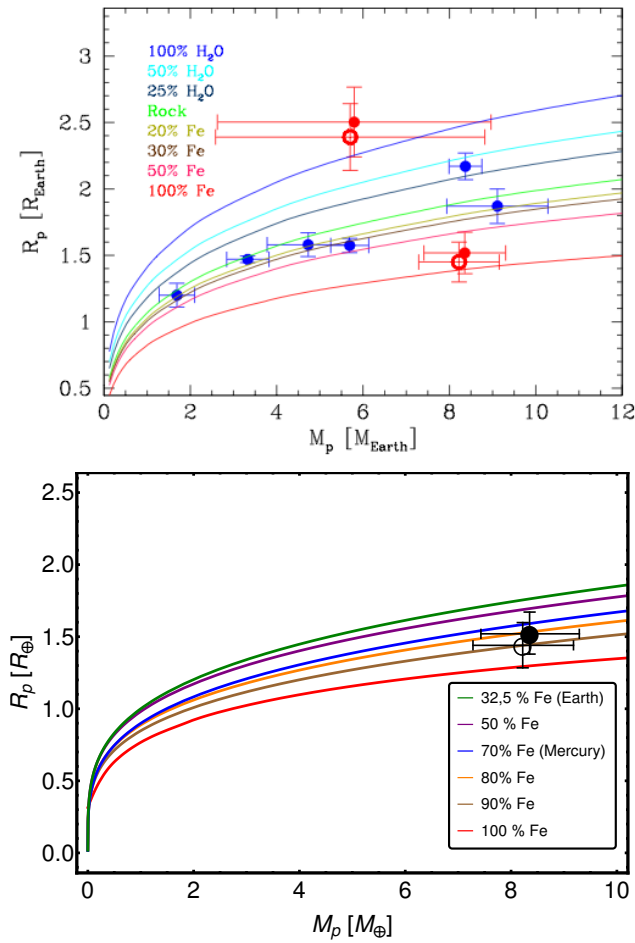 3
2.5
2
1.5
1
0.5
R_p [R_Earth]
100% H₂O
50% H₂O
25% H₂O
Rock
20% Fe
30% Fe
50% Fe
100% Fe
0 2 4 6 8 10 12
M_p [M_Earth]
2.5
2.0
1.5
1.0
0.5
0.0
R_p [R_⊕]
32,5 % Fe (Earth)
50 % Fe
70% Fe (Mercury)
80% Fe
90% Fe
100 % Fe
0 2 4 6 8 10
M_p [M_⊕]